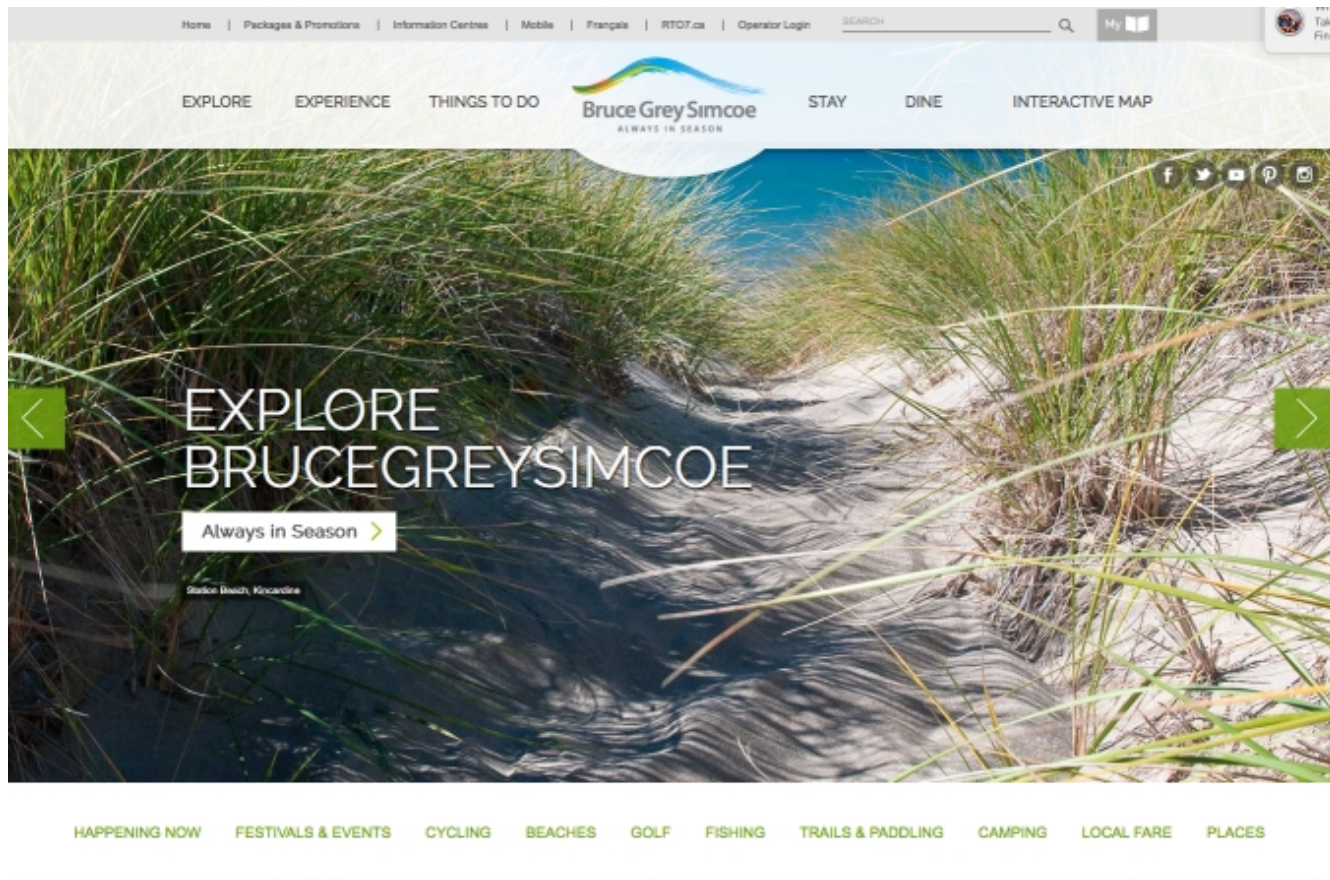 Home | Packages & Promotions | Information Centres | Mobile | Français | RTO7.ca | Operator Login
SEARCH
My
Tak
Fin
EXPLORE EXPERIENCE THINGS TO DO
Bruce Grey Simcoe
ALWAYS IN SEASON
STAY DINE INTERACTIVE MAP
EXPLORE
BRUCEGREYSIMCOE
Always in Season
Station Beach, Kincardine
HAPPENING NOW FESTIVALS & EVENTS CYCLING BEACHES GOLF FISHING TRAILS & PADDLING CAMPING LOCAL FARE PLACES